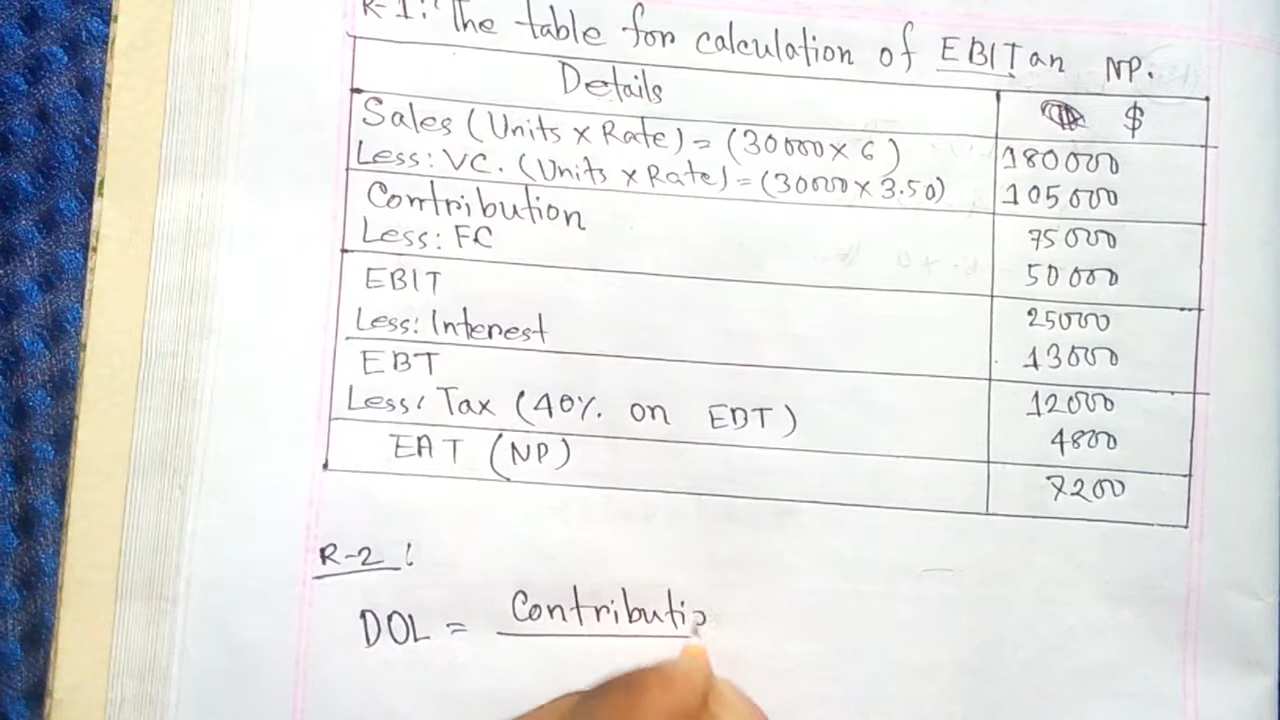 R-1: The table for calculation of EBIT an NP.
Details $
Sales (Units x Rate) = (30000 x 6) 180000
Less: VC. (Units x Rate) = (30000 x 3.50) 105000
Contribution 75000
Less: FC 50000
EBIT 25000
Less: Interest 13000
EBT 12000
Less: Tax (40% on EBT) 4800
EAT (NP) 7200
R-2:
DOL = Contributio